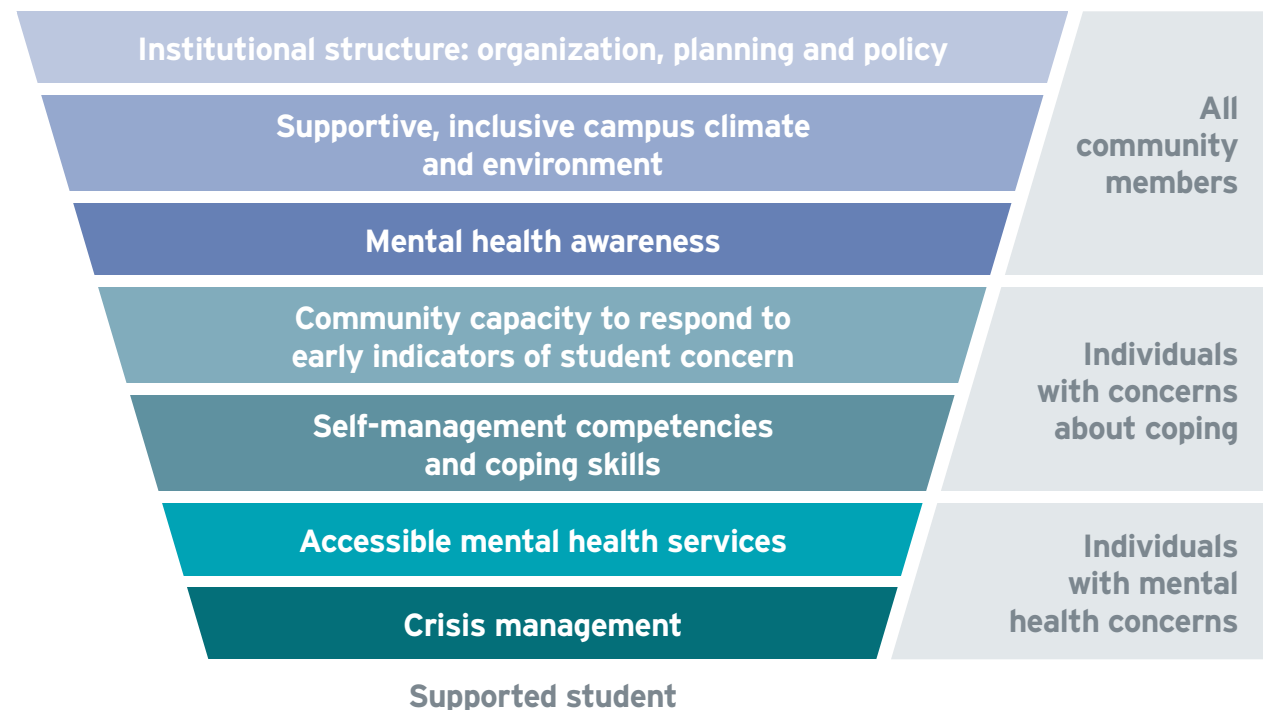 Institutional structure: organization, planning and policy
Supportive, inclusive campus climate
and environment
Mental health awareness
All
community
members
Community capacity to respond to
early indicators of student concern
Self-management competencies
and coping skills
Individuals
with concerns
about coping
Accessible mental health services
Crisis management
Individuals
with mental
health concerns
Supported student